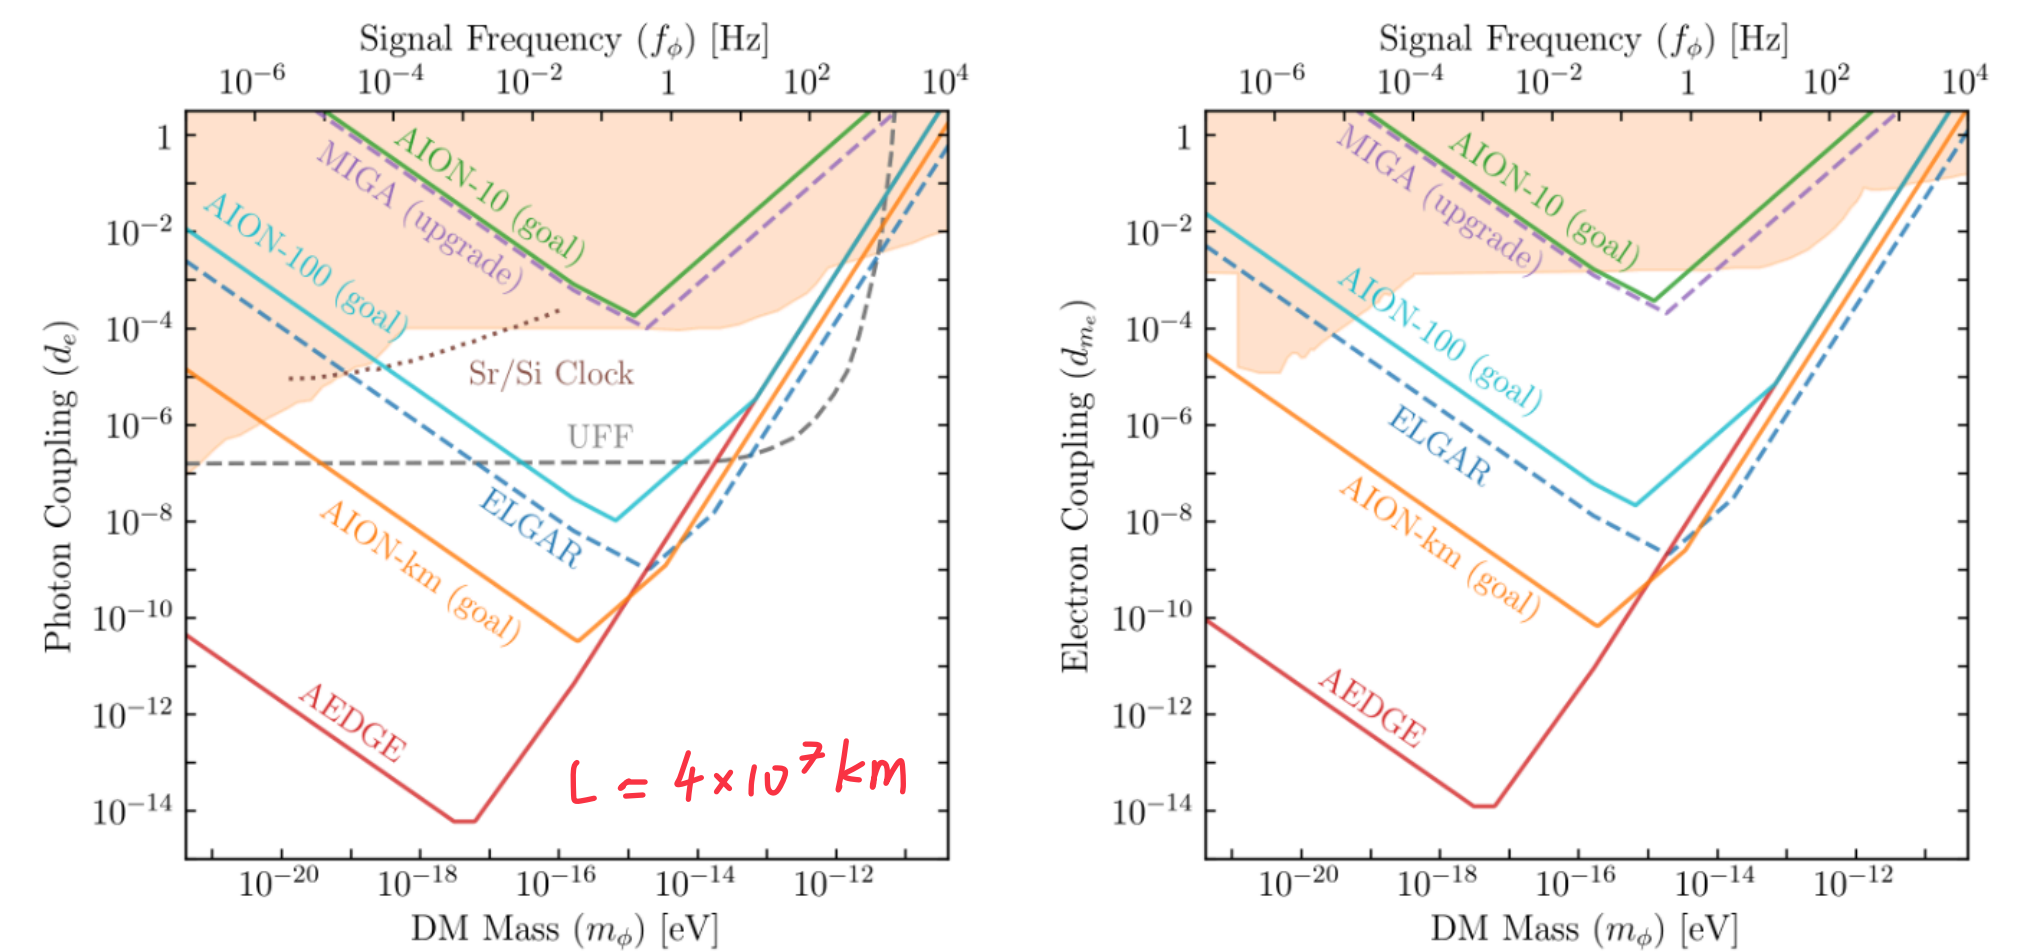 Signal Frequency (f_ϕ) [Hz]
10^−6 10^−4 10^−2 1 10^2 10^4
Photon Coupling (d_e)
1
10^−2
10^−4
10^−6
10^−8
10^−10
10^−12
10^−14
AION-10 (goal)
MIGA (upgrade)
AION-100 (goal)
Sr/Si Clock
UFF
ELGAR
AION-km (goal)
AEDGE
L = 4×10^7 km
10^−20 10^−18 10^−16 10^−14 10^−12
DM Mass (m_ϕ) [eV]
Signal Frequency (f_ϕ) [Hz]
10^−6 10^−4 10^−2 1 10^2 10^4
Electron Coupling (d_{m_e})
1
10^−2
10^−4
10^−6
10^−8
10^−10
10^−12
10^−14
AION-10 (goal)
MIGA (upgrade)
AION-100 (goal)
ELGAR
AION-km (goal)
AEDGE
10^−20 10^−18 10^−16 10^−14 10^−12
DM Mass (m_ϕ) [eV]